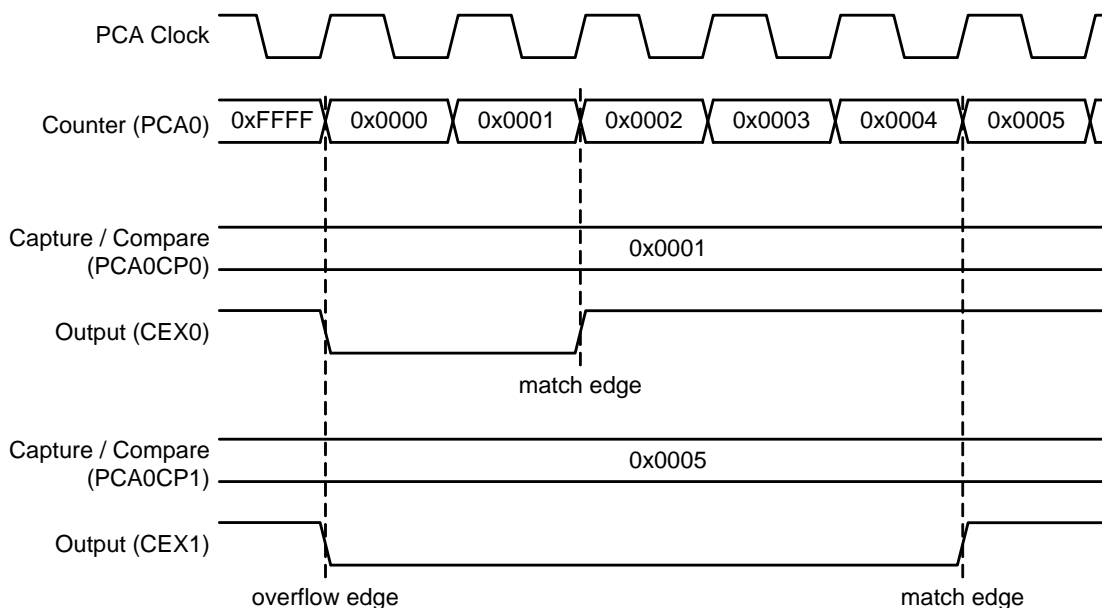 PCA Clock
Counter (PCA0)
0xFFFF 0x0000 0x0001 0x0002 0x0003 0x0004 0x0005
Capture / Compare
(PCA0CP0)
0x0001
Output (CEX0)
match edge
Capture / Compare
(PCA0CP1)
0x0005
Output (CEX1)
overflow edge
match edge